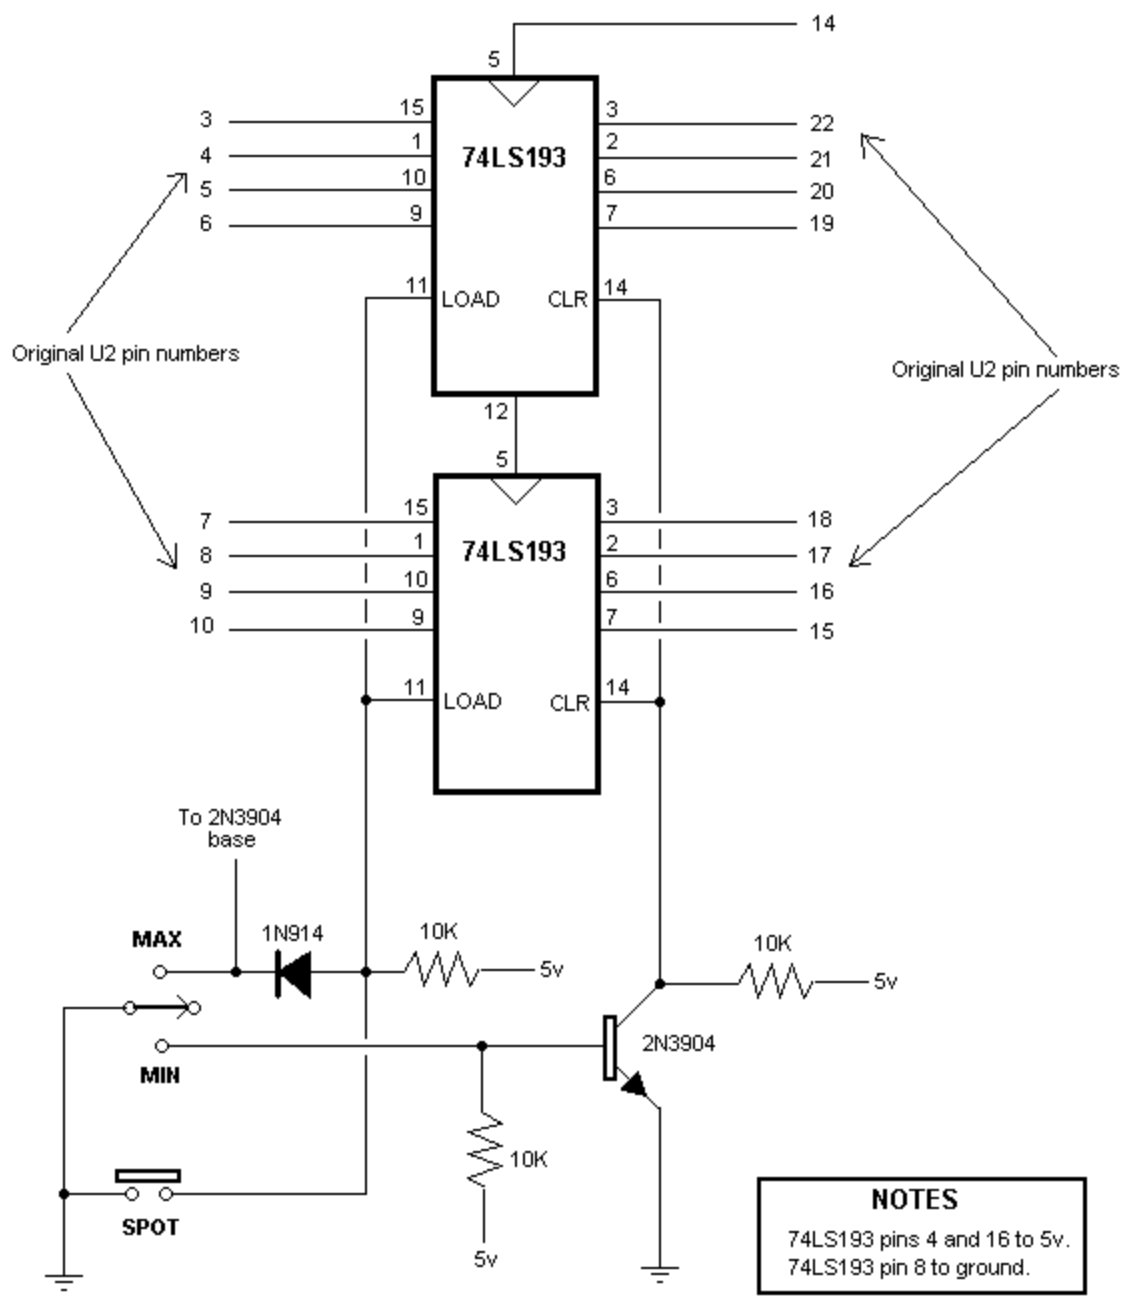 14
5
74LS193
3
4
5
6
15
1
10
9
3
2
6
7
22
21
20
19
11
LOAD
CLR
14
Original U2 pin numbers
Original U2 pin numbers
12
5
74LS193
7
8
9
10
15
1
10
9
3
2
6
7
18
17
16
15
11
LOAD
CLR
14
To 2N3904
base
MAX
1N914
10K
5v
10K
5v
MIN
2N3904
10K
5v
SPOT
NOTES
74LS193 pins 4 and 16 to 5v.
74LS193 pin 8 to ground.